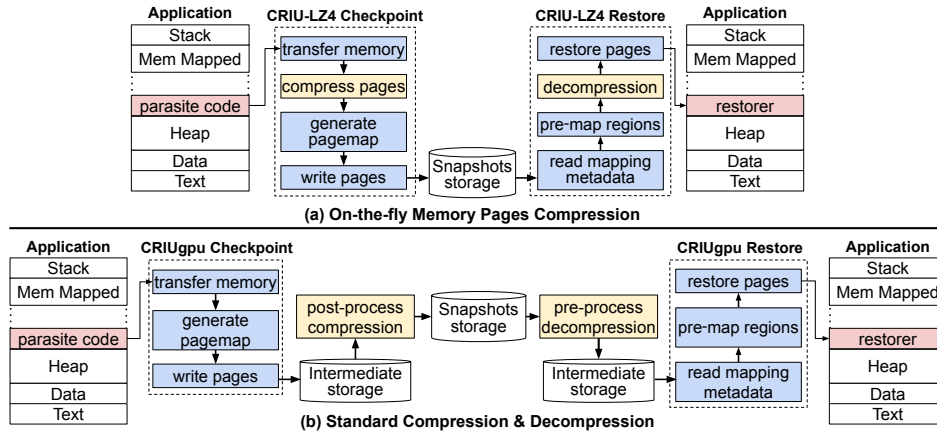 Application
Stack
Mem Mapped
parasite code
Heap
Data
Text
CRIU-LZ4 Checkpoint
transfer memory
compress pages
generate
pagemap
write pages
Snapshots
storage
CRIU-LZ4 Restore
restore pages
decompression
pre-map regions
read mapping
metadata
Application
Stack
Mem Mapped
restorer
Heap
Data
Text
(a) On-the-fly Memory Pages Compression
Application
Stack
Mem Mapped
parasite code
Heap
Data
Text
CRIUgpu Checkpoint
transfer memory
generate
pagemap
write pages
post-process
compression
Intermediate
storage
Snapshots
storage
pre-process
decompression
Intermediate
storage
CRIUgpu Restore
restore pages
pre-map regions
read mapping
metadata
Application
Stack
Mem Mapped
restorer
Heap
Data
Text
(b) Standard Compression & Decompression